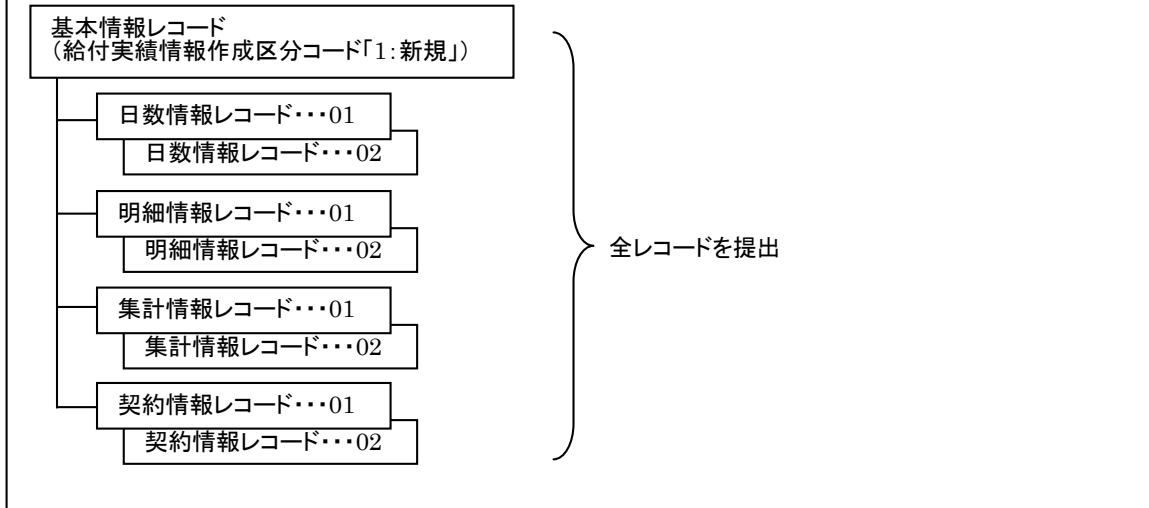 基本情報レコード
（給付実績情報作成区分コード「1:新規」）
日数情報レコード・・・01
日数情報レコード・・・02
明細情報レコード・・・01
明細情報レコード・・・02
全レコードを提出
集計情報レコード・・・01
集計情報レコード・・・02
契約情報レコード・・・01
契約情報レコード・・・02